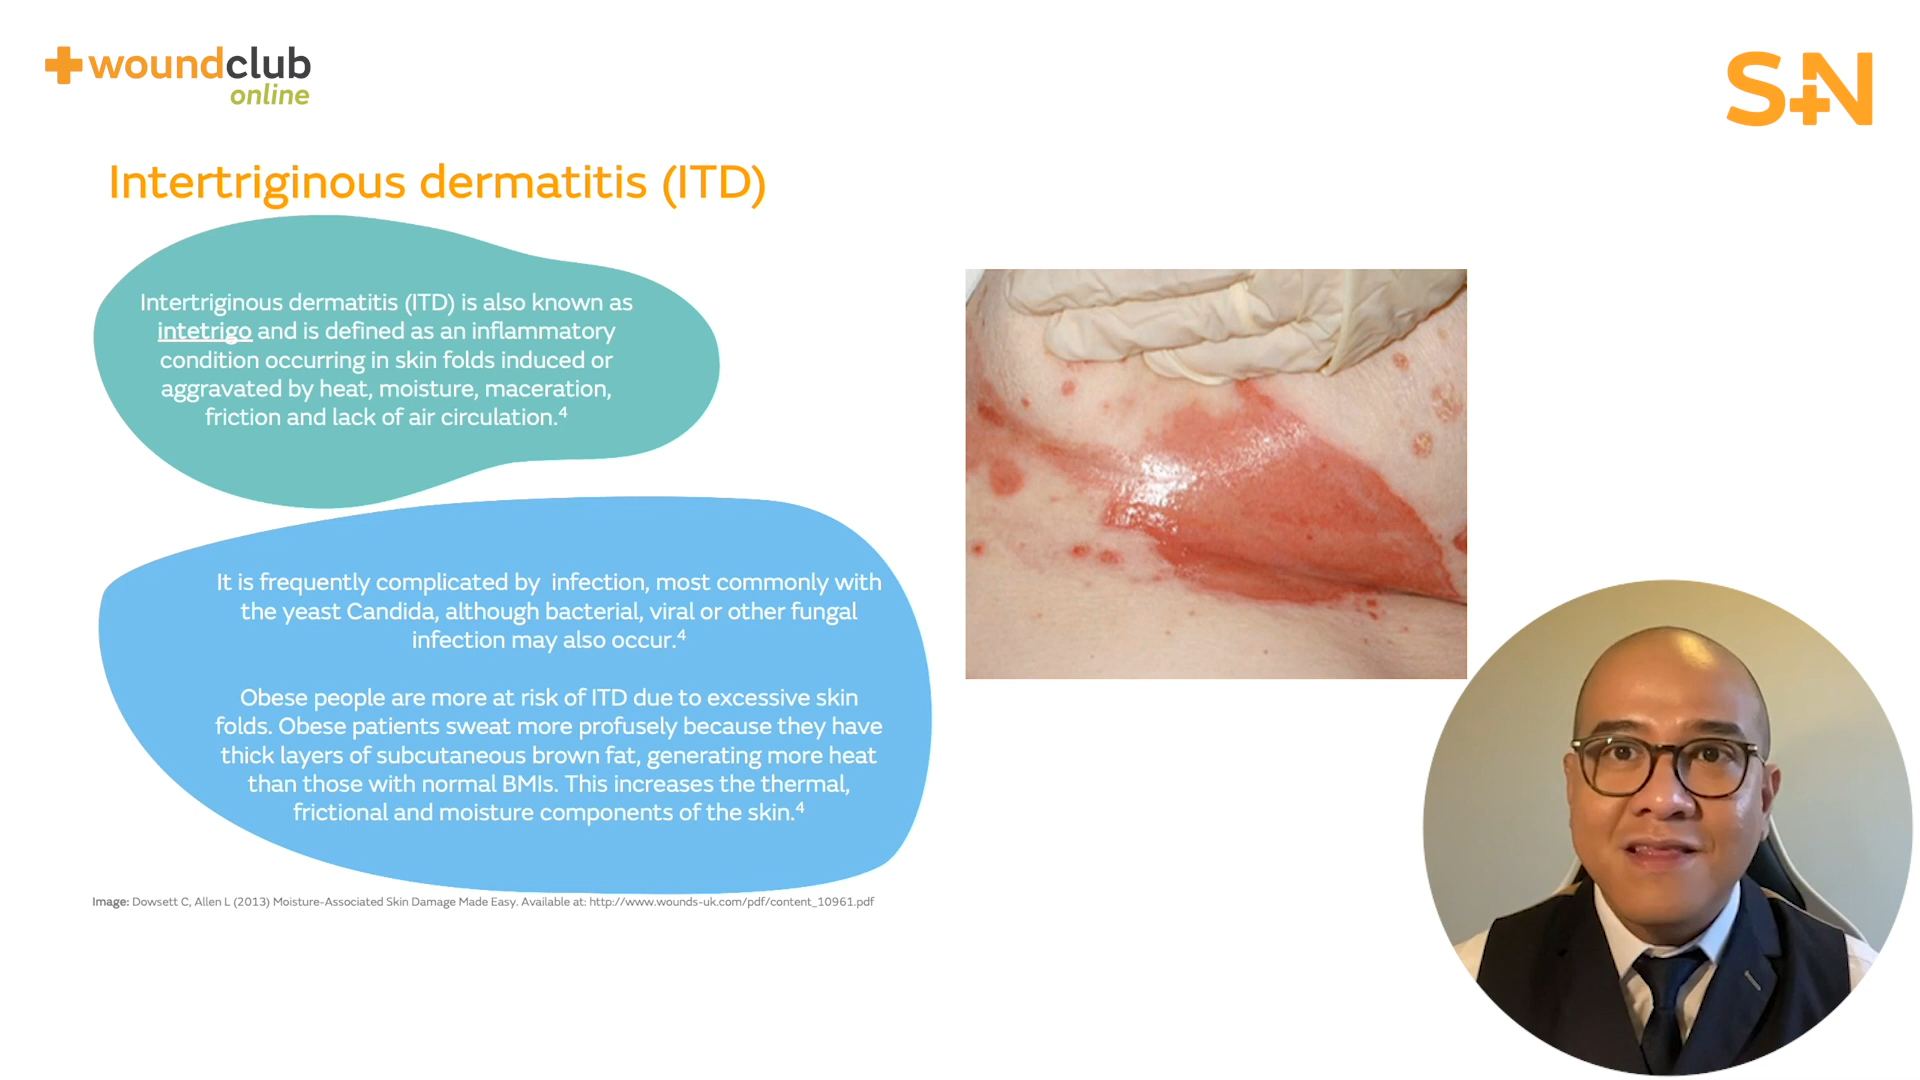 woundclub
online
S+N
Intertriginous dermatitis (ITD)
Intertriginous dermatitis (ITD) is also known as
intetrigo and is defined as an inflammatory
condition occurring in skin folds induced or
aggravated by heat, moisture, maceration,
friction and lack of air circulation.⁴
It is frequently complicated by  infection, most commonly with
the yeast Candida, although bacterial, viral or other fungal
infection may also occur.⁴
Obese people are more at risk of ITD due to excessive skin
folds. Obese patients sweat more profusely because they have
thick layers of subcutaneous brown fat, generating more heat
than those with normal BMIs. This increases the thermal,
frictional and moisture components of the skin.⁴
Image: Dowsett C, Allen L (2013) Moisture-Associated Skin Damage Made Easy. Available at: http://www.wounds-uk.com/pdf/content_10961.pdf